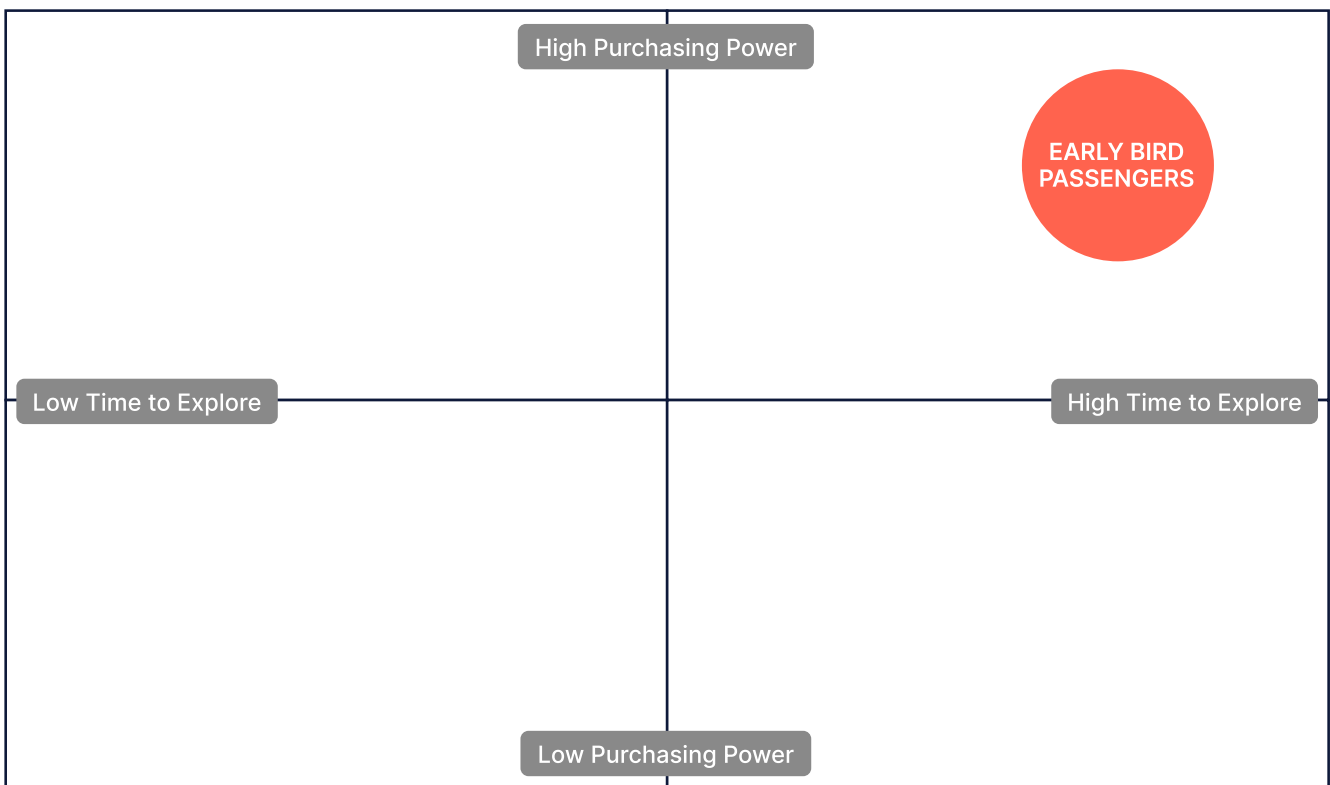 High Purchasing Power
EARLY BIRD
PASSENGERS
Low Time to Explore
High Time to Explore
Low Purchasing Power